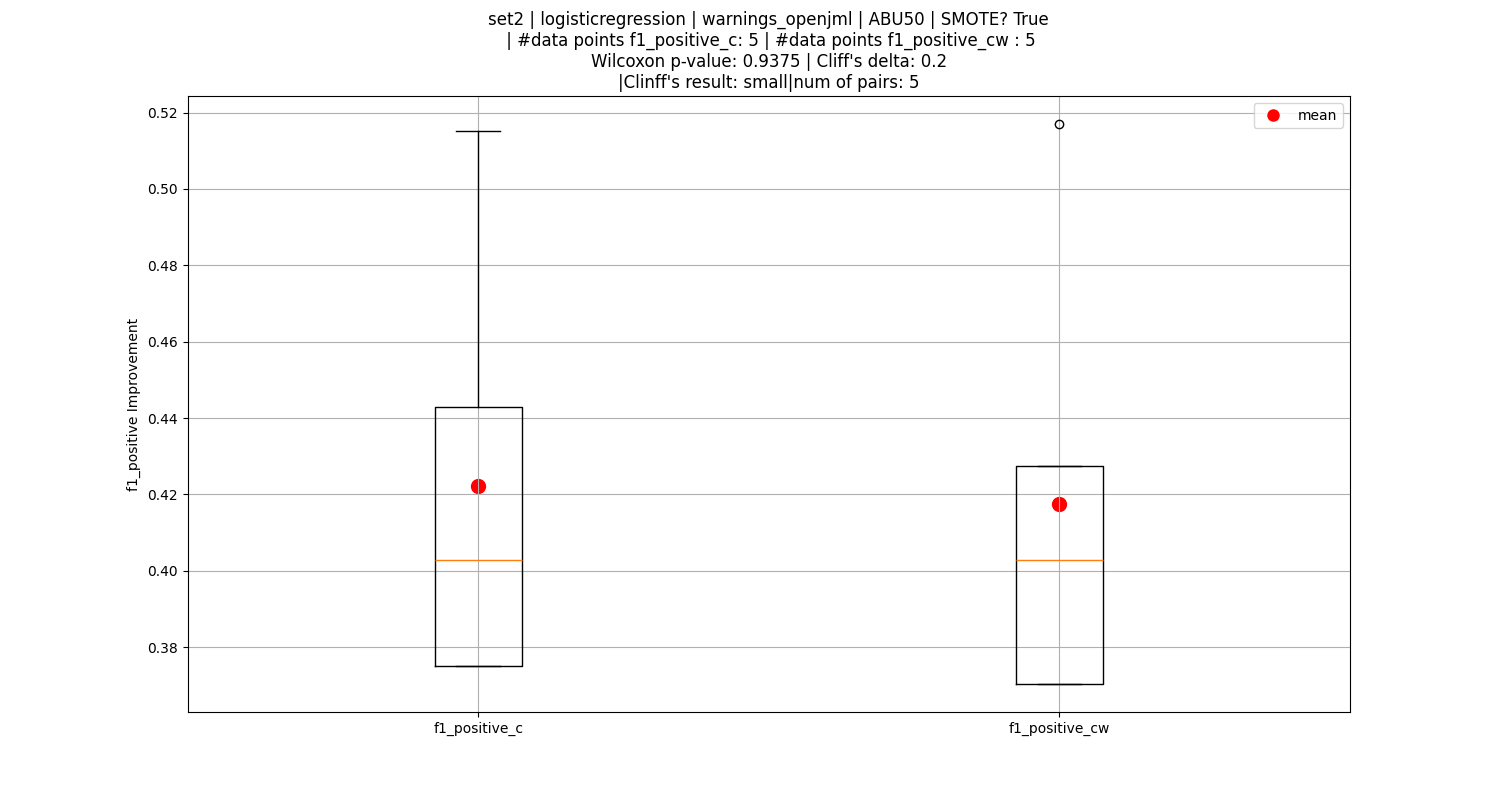 set2 | logisticregression | warnings_openjml | ABU50 | SMOTE? True
| #data points f1_positive_c: 5 | #data points f1_positive_cw : 5
Wilcoxon p-value: 0.9375 | Cliff's delta: 0.2
|Clinff's result: small|num of pairs: 5
mean
0.52
0.50
0.48
0.46
0.44
0.42
0.40
0.38
f1_positive Improvement
f1_positive_c
f1_positive_cw